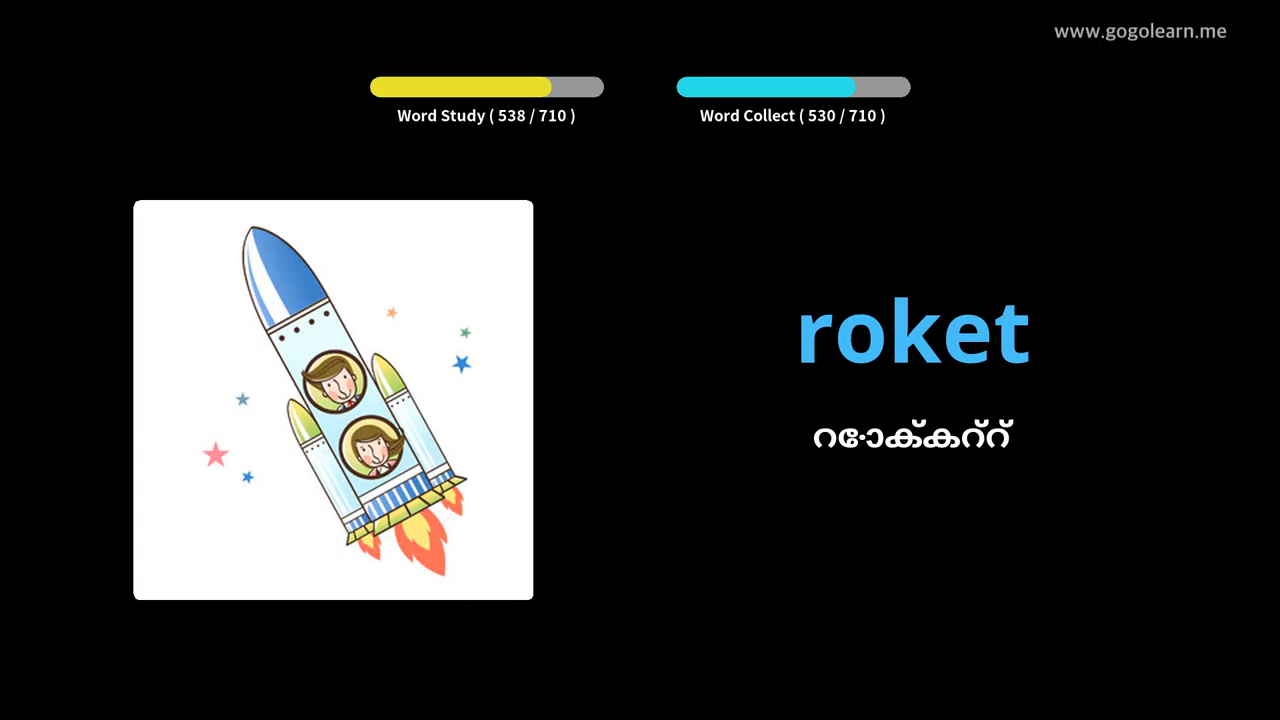 www.gogolearn.me
Word Study ( 538 / 710 )
Word Collect ( 530 / 710 )
roket
റോക്കറ്റ്